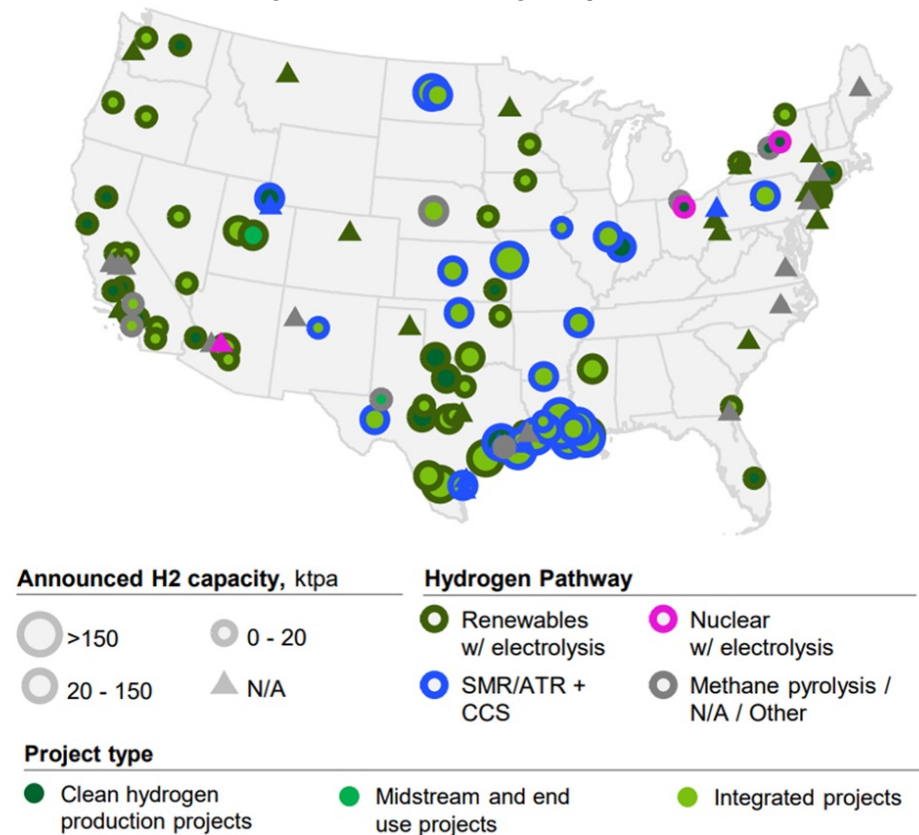 Announced H2 capacity, ktpa
>150
0 - 20
20 - 150
N/A
Hydrogen Pathway
Renewables
w/ electrolysis
Nuclear
w/ electrolysis
SMR/ATR +
CCS
Methane pyrolysis /
N/A / Other
Project type
Clean hydrogen
production projects
Midstream and end
use projects
Integrated projects